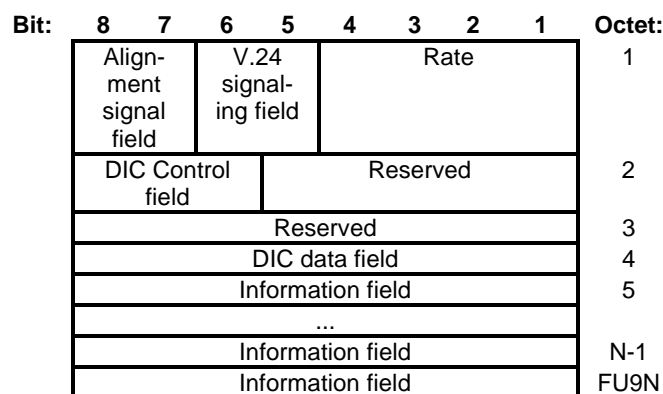 Bit: 8 7 6 5 4 3 2 1 Octet:
Align- V.24 Rate 1
ment signal-
signal ing field
field
DIC Control Reserved 2
field
Reserved 3
DIC data field 4
Information field 5
...
Information field N-1
Information field FU9N